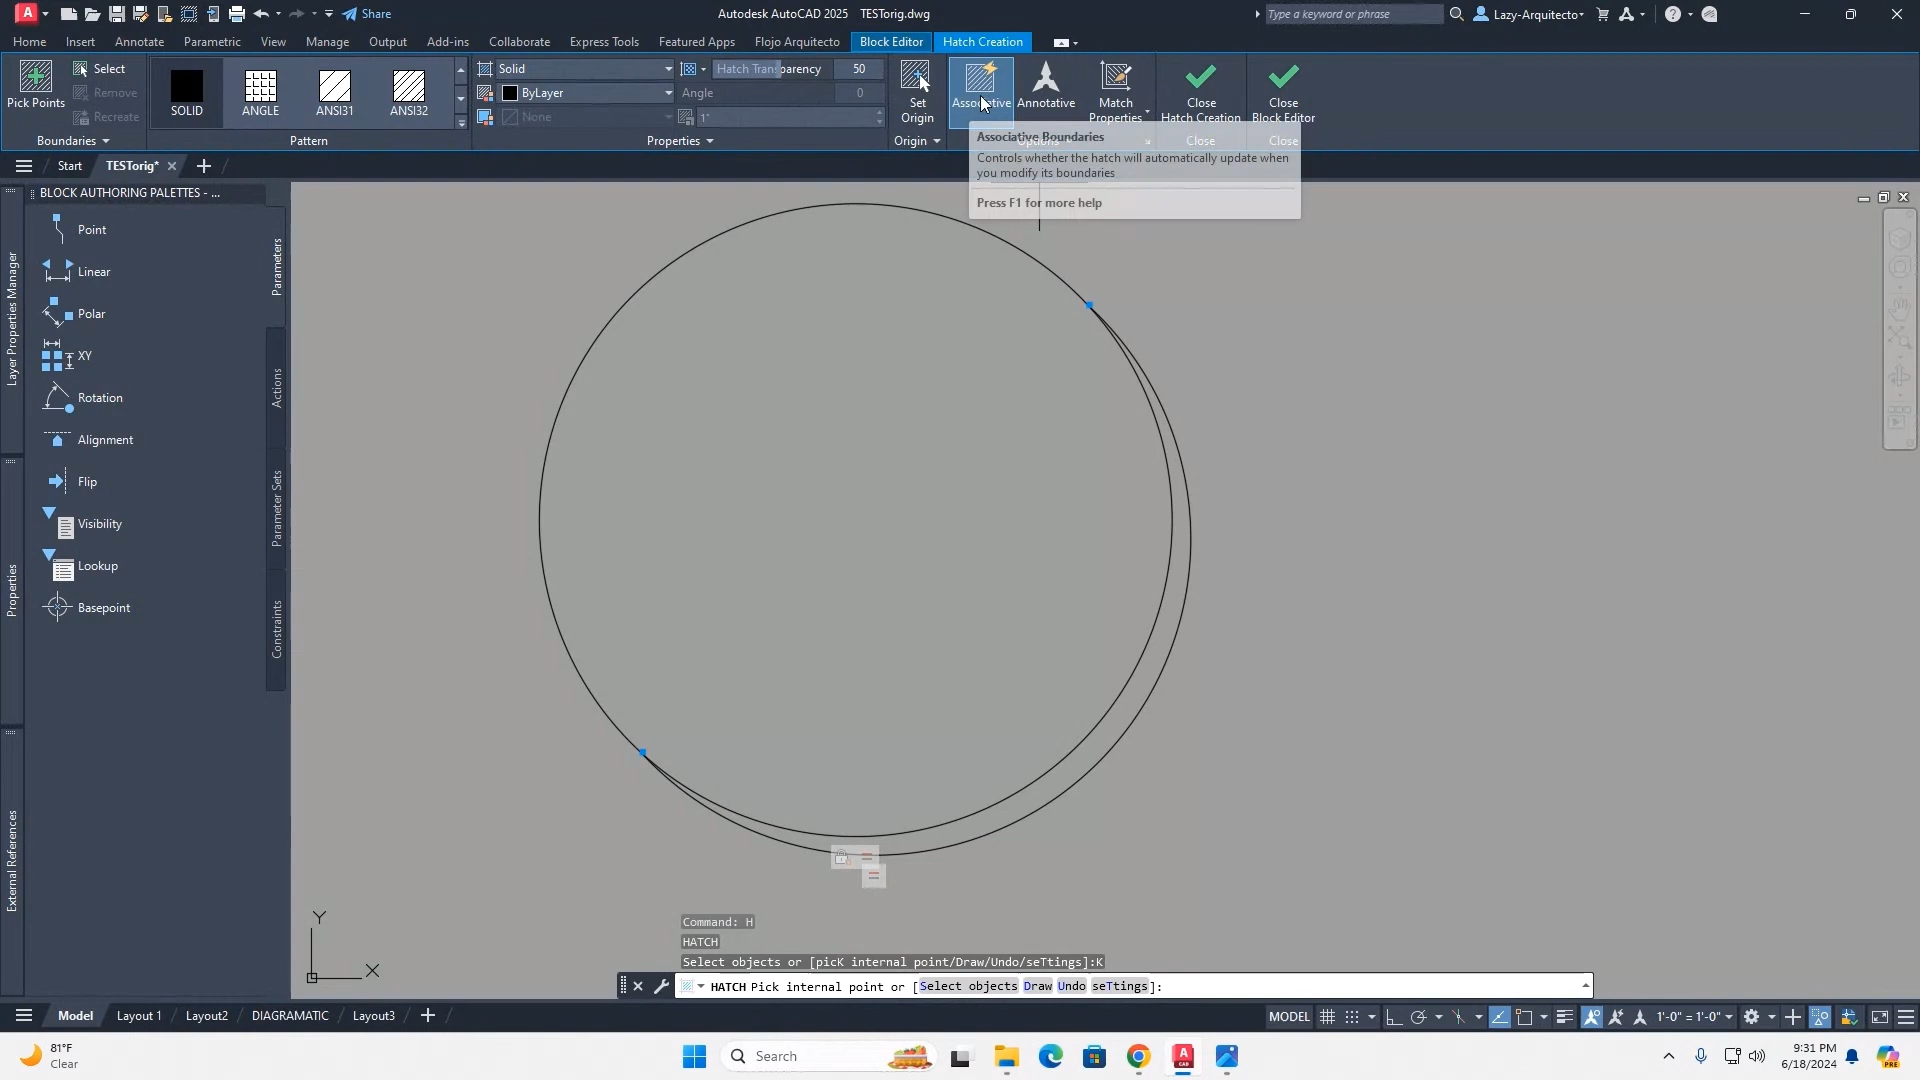 Share
Autodesk AutoCAD 2025 TESTorig.dwg
Type a keyword or phrase
Lazy-Arquitecto
Home Insert Annotate Parametric View Manage Output Add-ins Collaborate Express Tools Featured Apps Flojo Arquitecto Block Editor Hatch Creation
Pick Points
Select
Remove
Recreate
SOLID
ANGLE
ANSI31
ANSI32
Solid
ByLayer
None
Hatch Transparency 50
Angle 0
1"
Set
Origin
Associative
Annotative
Match
Properties
Close
Hatch Creation
Close
Block Editor
Boundaries
Pattern
Properties
Origin
Options
Close
Close
Associative Boundaries
Controls whether the hatch will automatically update when
you modify its boundaries
Press F1 for more help
Start
TESTorig*
BLOCK AUTHORING PALETTES - ...
Point
Linear
Polar
XY
Rotation
Alignment
Flip
Visibility
Lookup
Basepoint
Parameters
Actions
Parameter Sets
Constraints
Layer Properties Manager
Properties
External References
Y
X
Command: H
HATCH
Select objects or [picK internal point/Draw/Undo/seTtings]:K
HATCH Pick internal point or [Select objects Draw Undo seTtings]:
Model Layout 1 Layout2 DIAGRAMATIC Layout3
MODEL
1'-0" = 1'-0"
81°F
Clear
Search
9:31 PM
6/18/2024